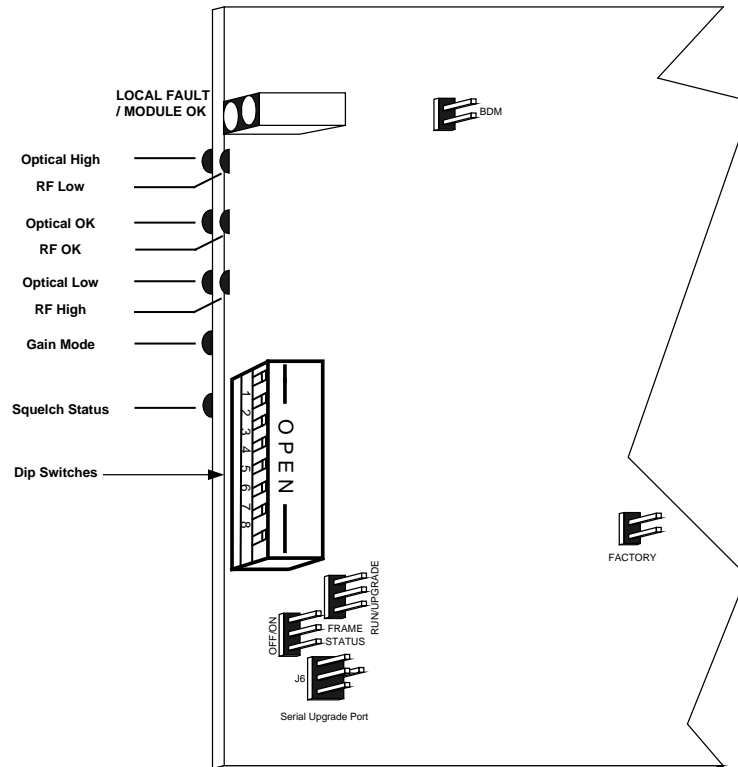 LOCAL FAULT
/ MODULE OK
BDM
Optical High
RF Low
Optical OK
RF OK
Optical Low
RF High
Gain Mode
Squelch Status
Dip Switches
1 2 3 4 5 6 7 8
OPEN
FACTORY
RUN/UPGRADE
OFF/ON
FRAME
STATUS
J6
Serial Upgrade Port